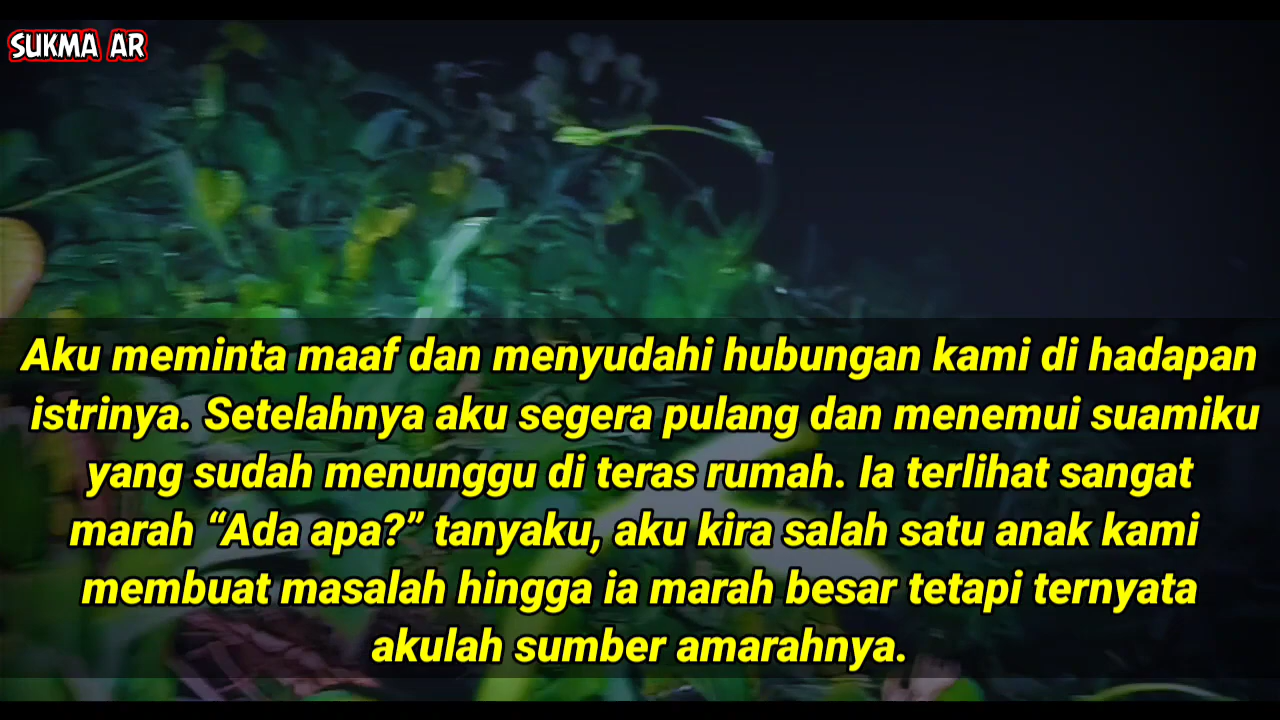 SUKMA AR
Aku meminta maaf dan menyudahi hubungan kami di hadapan
istrinya. Setelahnya aku segera pulang dan menemui suamiku
yang sudah menunggu di teras rumah. Ia terlihat sangat
marah “Ada apa?” tanyaku, aku kira salah satu anak kami
membuat masalah hingga ia marah besar tetapi ternyata
akulah sumber amarahnya.